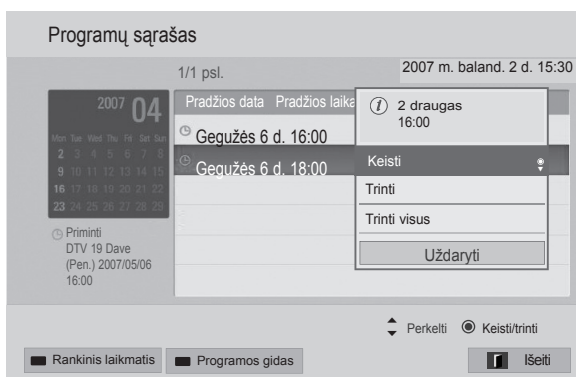 Programų sąrašas
1/1 psl.
2007 m. baland. 2 d. 15:30
2007 04
Mon Tue Wed Thu Fri Sat Sun
2 3 4 5 6 7 8
9 10 11 12 13 14 15
16 17 18 19 20 21 22
23 24 25 26 27 28 29
Priminti
DTV 19 Dave
(Pen.) 2007/05/06
16:00
Pradžios data Pradžios laika
Gegužės 6 d. 16:00
Gegužės 6 d. 18:00
2 draugas
16:00
Keisti
Trinti
Trinti visus
Uždaryti
Perkelti Keisti/trinti
Rankinis laikmatis Programos gidas Išeiti